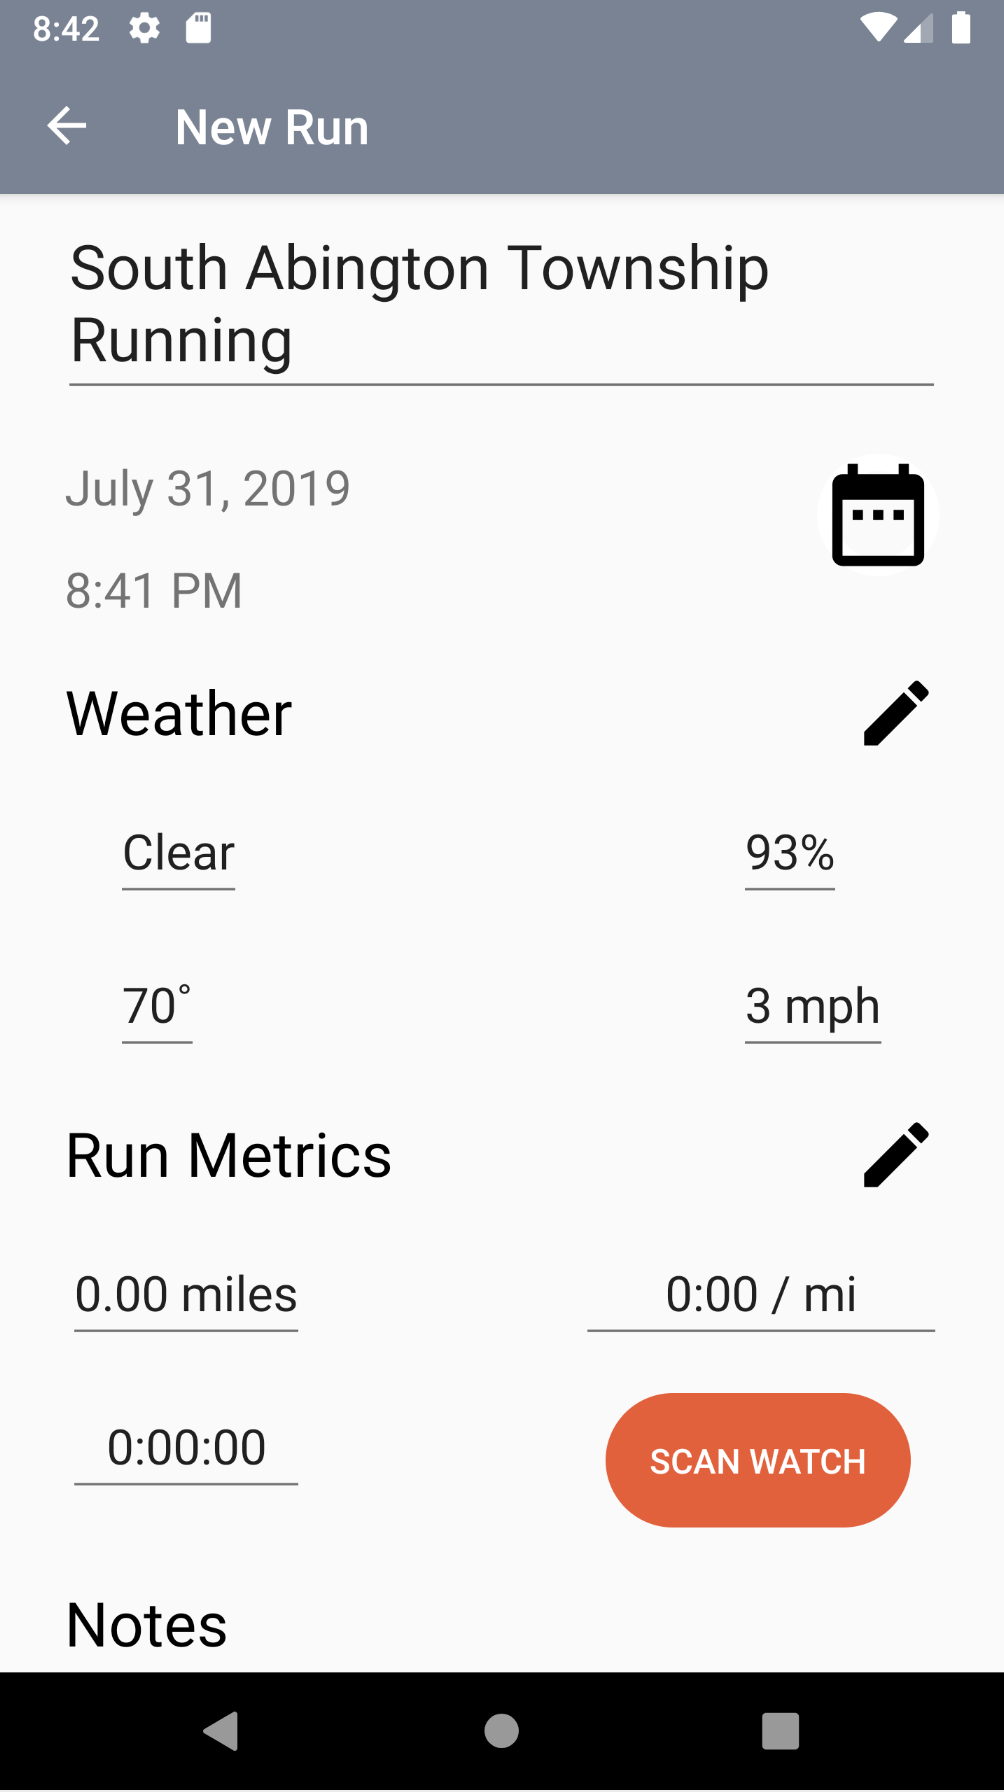 8:42
New Run
South Abington Township
Running
July 31, 2019
8:41 PM
Weather
Clear
93%
70°
3 mph
Run Metrics
0.00 miles
0:00 / mi
0:00:00
SCAN WATCH
Notes